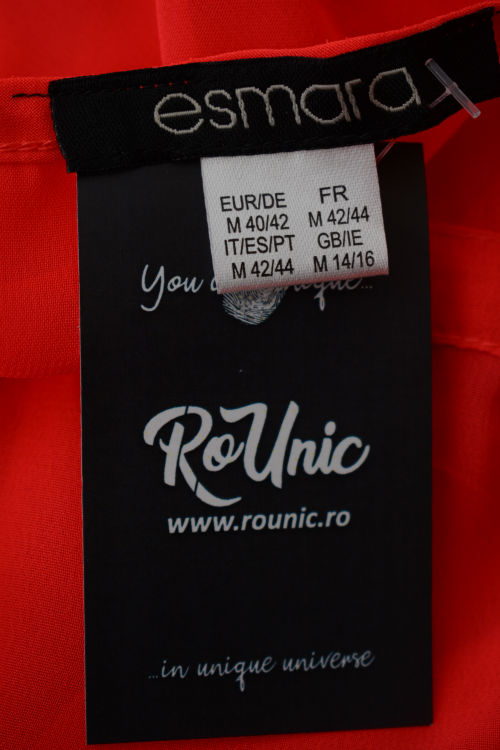 esmara
EUR/DE FR
M 40/42 M 42/44
IT/ES/PT GB/IE
M 42/44 M 14/16
You
RoUnic
www.rounic.ro
...in unique universe